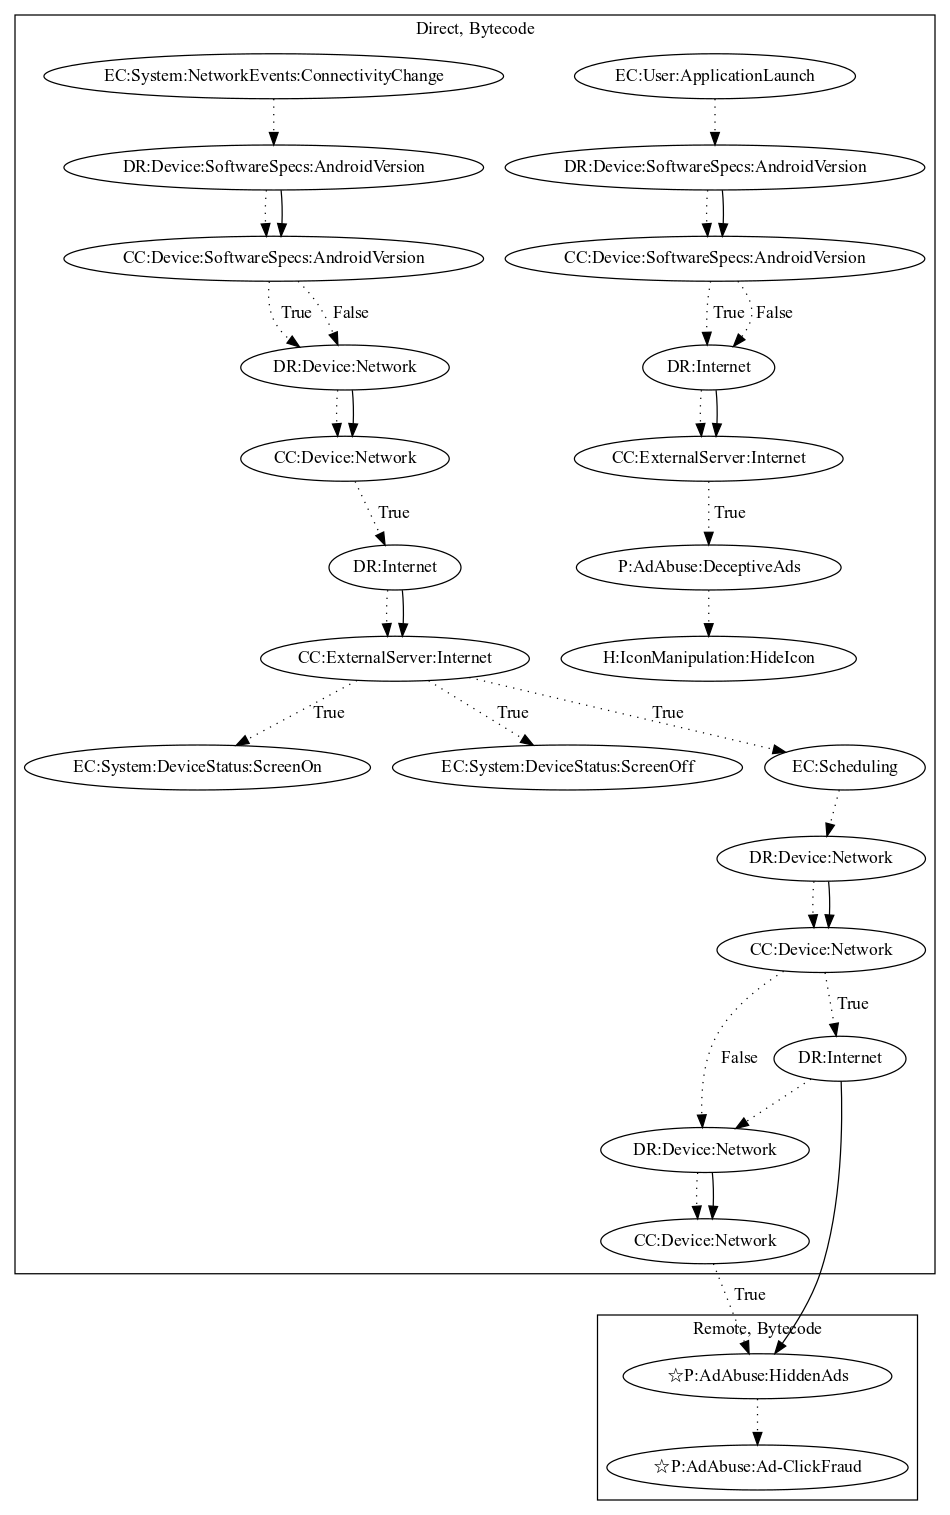 Direct, Bytecode
EC:System:NetworkEvents:ConnectivityChange
EC:User:ApplicationLaunch
DR:Device:SoftwareSpecs:AndroidVersion
DR:Device:SoftwareSpecs:AndroidVersion
CC:Device:SoftwareSpecs:AndroidVersion
CC:Device:SoftwareSpecs:AndroidVersion
True
False
True
False
DR:Device:Network
DR:Internet
CC:Device:Network
CC:ExternalServer:Internet
True
True
DR:Internet
P:AdAbuse:DeceptiveAds
CC:ExternalServer:Internet
H:IconManipulation:HideIcon
True
True
True
EC:System:DeviceStatus:ScreenOn
EC:System:DeviceStatus:ScreenOff
EC:Scheduling
DR:Device:Network
CC:Device:Network
True
False
DR:Internet
DR:Device:Network
CC:Device:Network
True
Remote, Bytecode
☆P:AdAbuse:HiddenAds
☆P:AdAbuse:Ad-ClickFraud